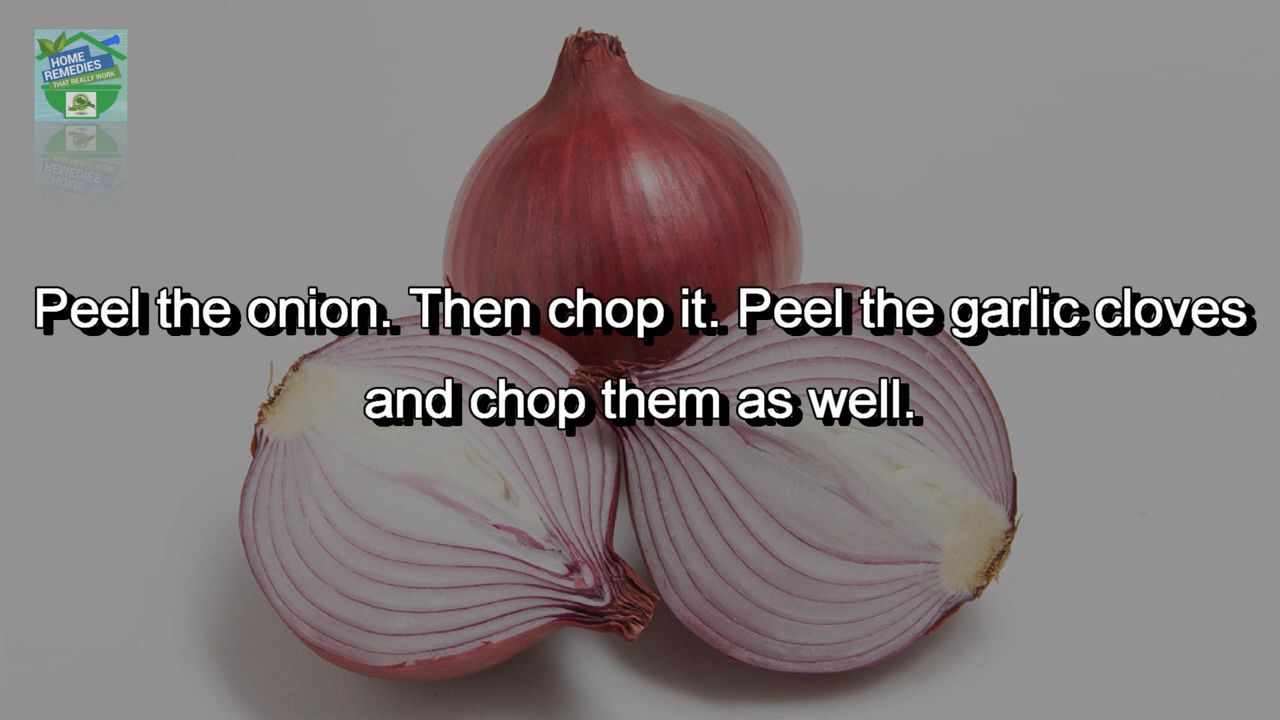 HOME
REMEDIES
THAT REALLY WORK
Peel the onion. Then chop it. Peel the garlic cloves
and chop them as well.